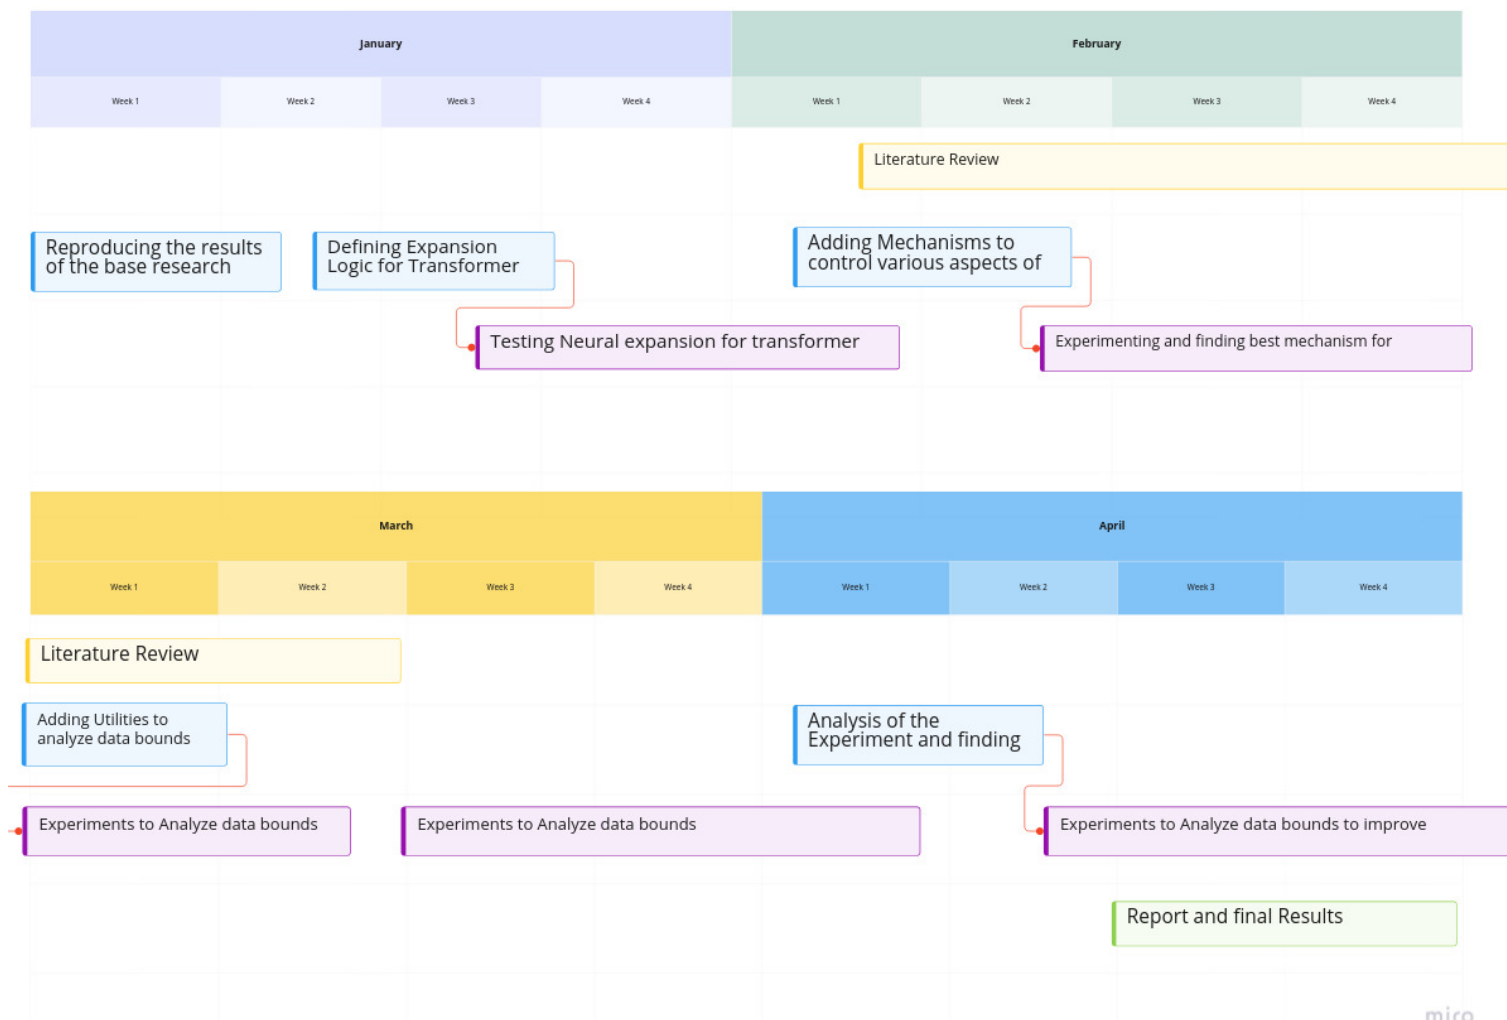 January
February
Week 1
Week 2
Week 3
Week 4
Week 1
Week 2
Week 3
Week 4
Literature Review
Reproducing the results
of the base research
Defining Expansion
Logic for Transformer
Adding Mechanisms to
control various aspects of
Testing Neural expansion for transformer
Experimenting and finding best mechanism for
March
April
Week 1
Week 2
Week 3
Week 4
Week 1
Week 2
Week 3
Week 4
Literature Review
Adding Utilities to
analyze data bounds
Analysis of the
Experiment and finding
Experiments to Analyze data bounds
Experiments to Analyze data bounds
Experiments to Analyze data bounds to improve
Report and final Results
miro